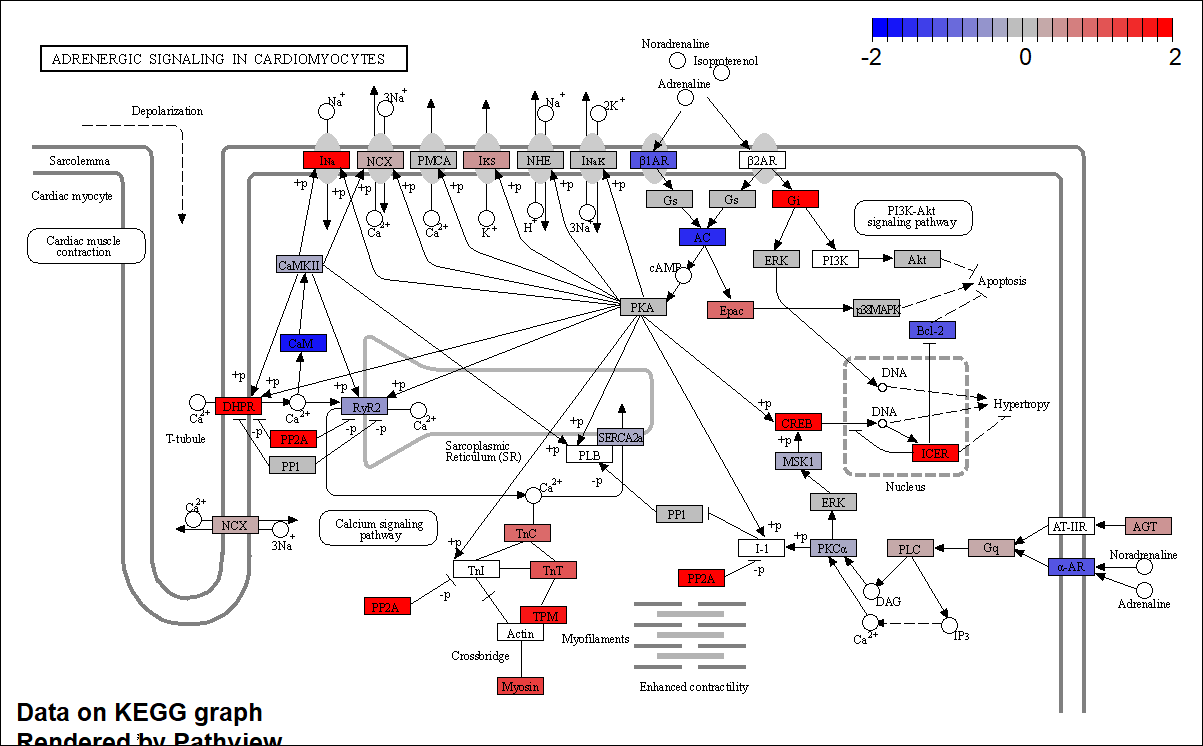 ADRENERGIC SIGNALING IN CARDIOMYOCYTES
-2 0 2
Noradrenaline
Isoproterenol
Adrenaline
Depolarization
Na+ 3Na+ Na+ 2K+
Sarcolemma
INa NCX PMCA IKS NHE INaK β1AR β2AR
+p +p +p +p +p +p +p
Cardiac myocyte
Gs Gs Gi
Ca2+ Ca2+ K+ H+ 3Na+
PI3K-Akt
signaling pathway
Cardiac muscle
contraction
AC
CaMKII cAMP ERK PI3K Akt
Apoptosis
PKA Epac p38MAPK
Bcl-2
CaM
DNA
+p +p +p +p
DHPR RyR2
Ca2+ Ca2+ Ca2+
+p
DNA
Hypertropy
CREB
T-tubule
-p PP2A -p -p
+p
SERCA2a
+p
ICER
Sarcoplasmic
Reticulum (SR)
+p PLB
PP1
MSK1
-p
Nucleus
Ca2+
ERK
Ca2+
NCX
3Na+
Calcium signaling
pathway
PP1
+p
AT-IIR AGT
TnC
+p
I-1 +p PKCα PLC Gq
Noradrenaline
TnI TnT
-p
α-AR
PP2A
-p
PP2A
DAG
Adrenaline
TPM
Actin
Ca2+
IP3
Myofilaments
Crossbridge
Myosin
Enhanced contractility
Data on KEGG graph
Rendered by Pathview